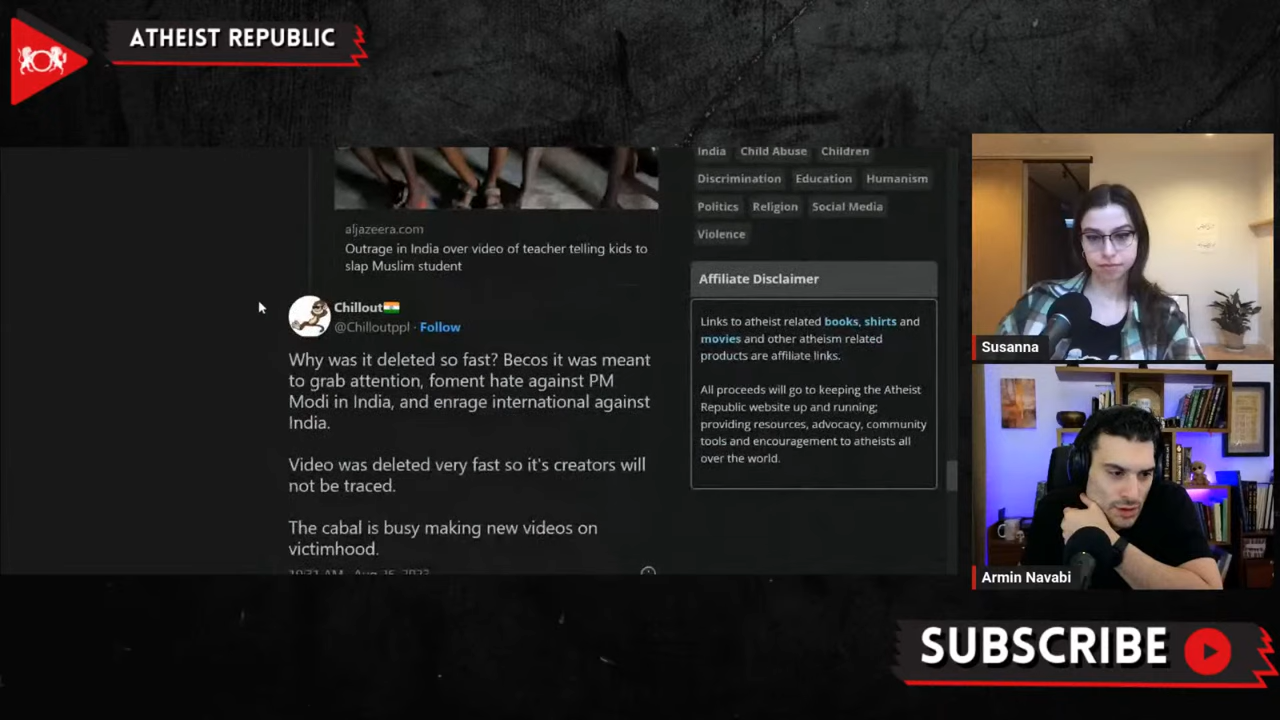 ATHEIST REPUBLIC
aljazeera.com
Outrage in India over video of teacher telling kids to
slap Muslim student
Chillout
@Chilloutppl · Follow
Why was it deleted so fast? Becos it was meant
to grab attention, foment hate against PM
Modi in India, and enrage international against
India.
Video was deleted very fast so it's creators will
not be traced.
The cabal is busy making new videos on
victimhood.
10:31 AM · Aug 26, 2023
India Child Abuse Children
Discrimination Education Humanism
Politics Religion Social Media
Violence
Affiliate Disclaimer
Links to atheist related books, shirts and
movies and other atheism related
products are affiliate links.
All proceeds will go to keeping the Atheist
Republic website up and running;
providing resources, advocacy, community
tools and encouragement to atheists all
over the world.
Susanna
Armin Navabi
SUBSCRIBE